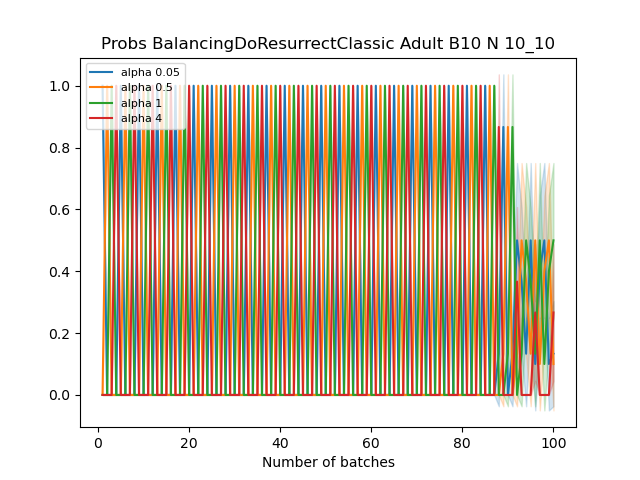 Probs BalancingDoResurrectClassic Adult B10 N 10_10
alpha 0.05
alpha 0.5
alpha 1
alpha 4
1.0
0.8
0.6
0.4
0.2
0.0
0
20
40
60
80
100
Number of batches